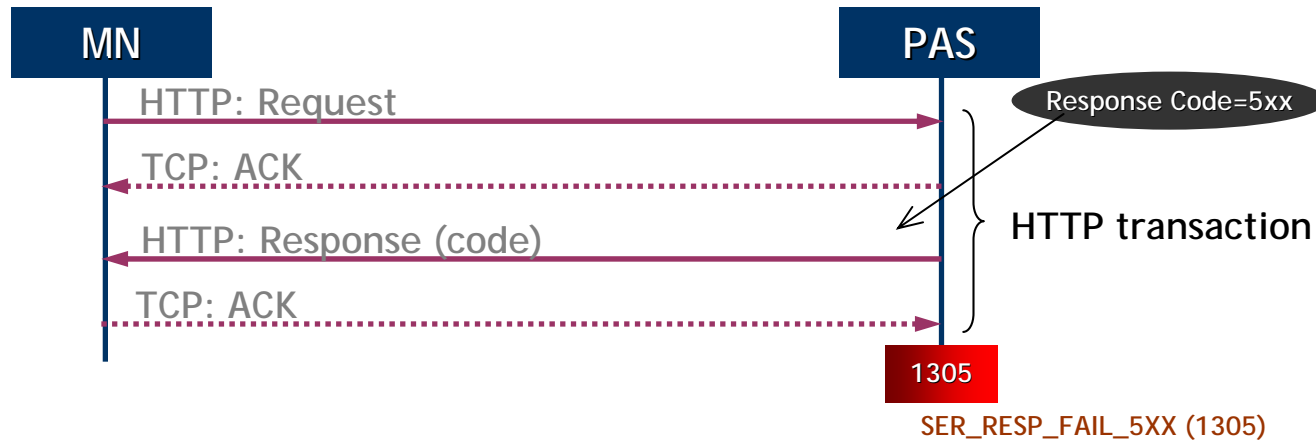 MN
PAS
HTTP: Request
Response Code=5xx
TCP: ACK
HTTP: Response (code)
HTTP transaction
TCP: ACK
1305
SER_RESP_FAIL_5XX (1305)